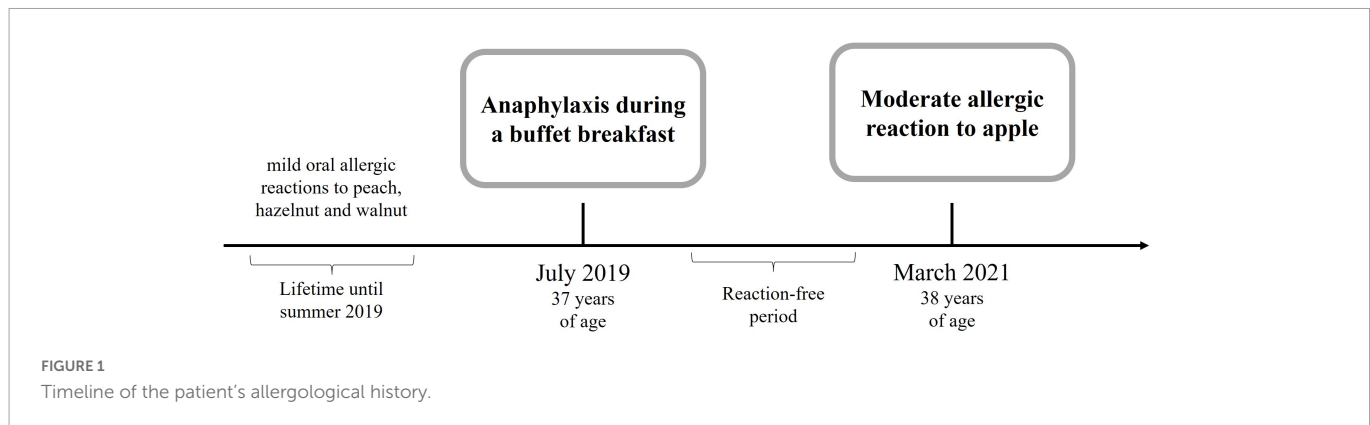 mild oral allergic
reactions to peach,
hazelnut and walnut
Lifetime until
summer 2019
Anaphylaxis during
a buffet breakfast
July 2019
37 years
of age
Reaction-free
period
Moderate allergic
reaction to apple
March 2021
38 years
of age
FIGURE 1
Timeline of the patient’s allergological history.